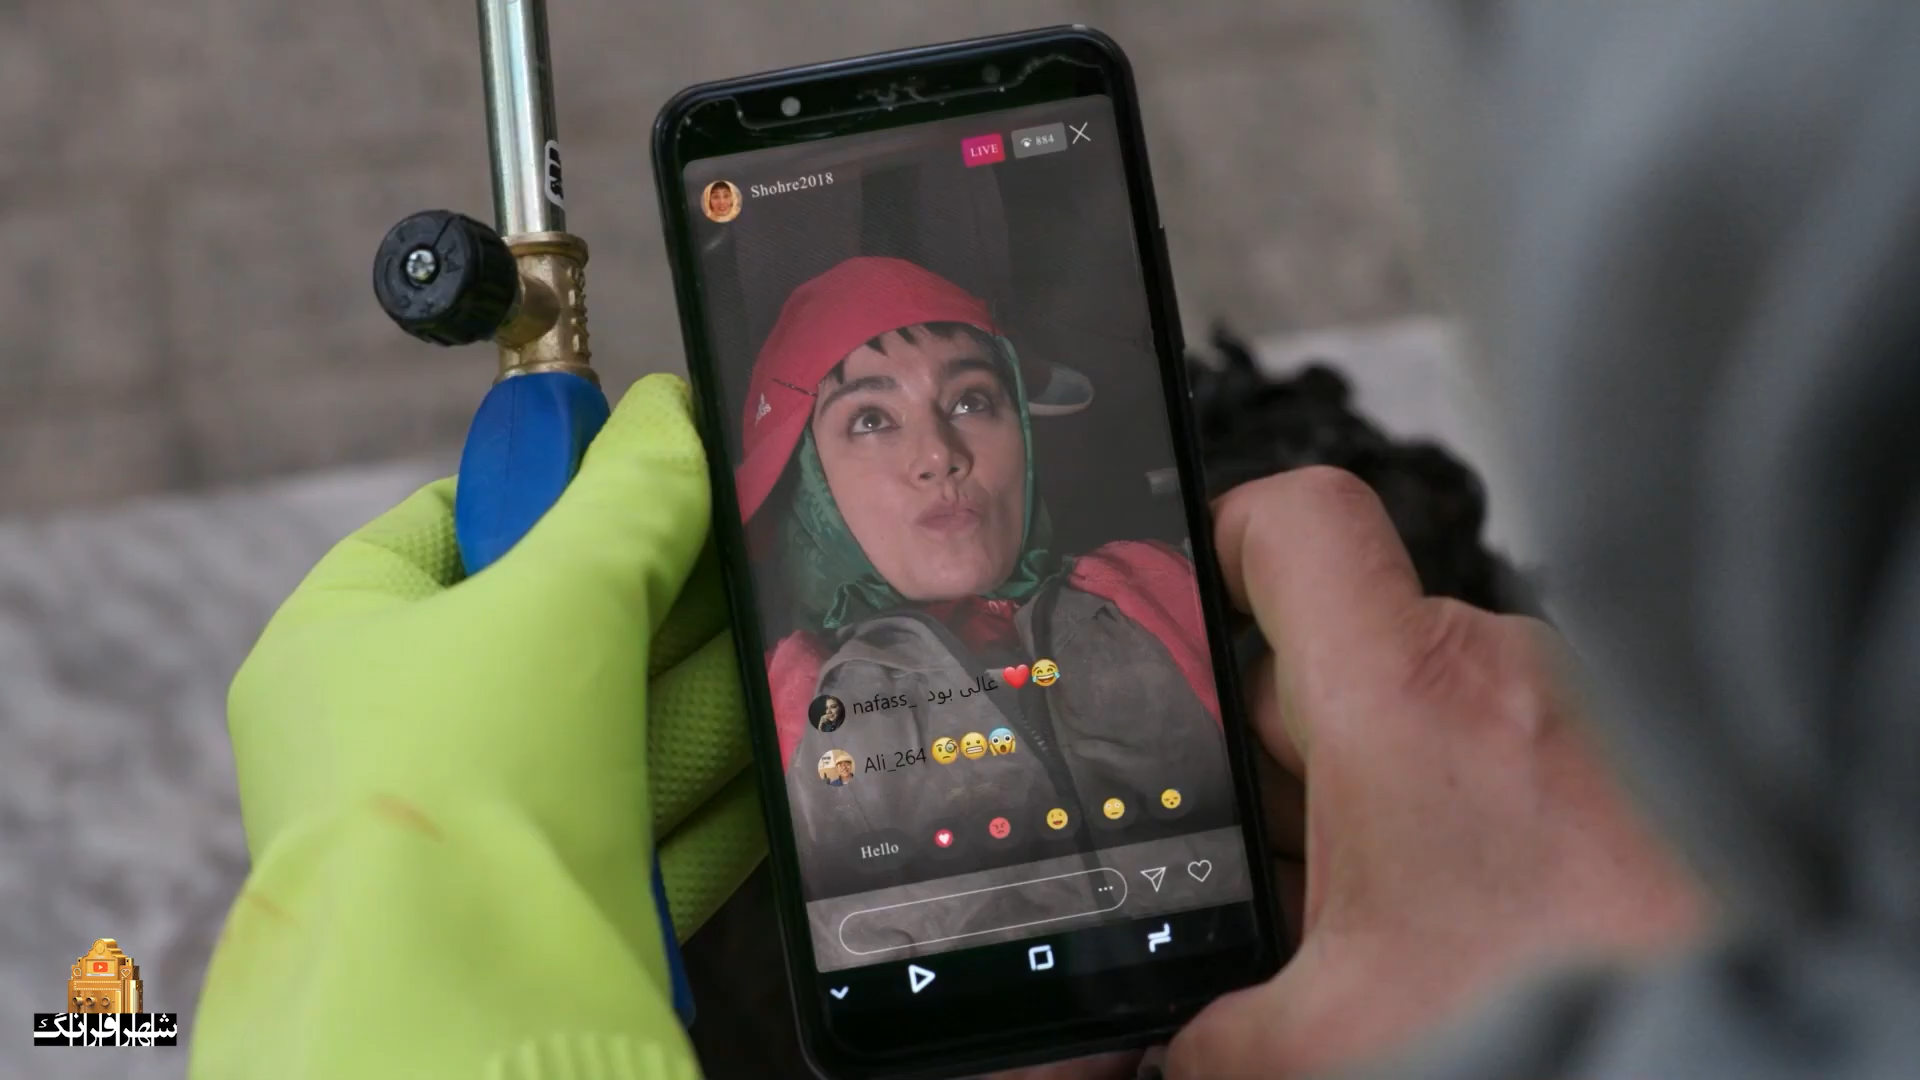 LIVE 884
Shohre2018
nafass_ عالی بود ❤️😂
Ali_264 🧐😬😱
Hello
شهر فرنگ